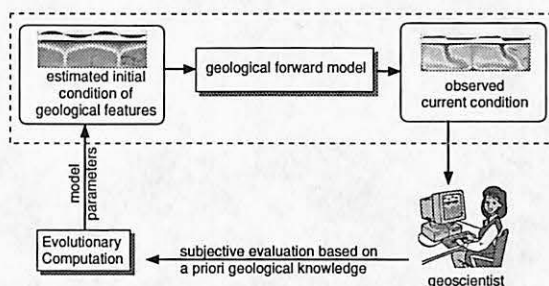 estimated initial
condition of
geological features
geological forward model
observed
current condition
model
parameters
Evolutionary
Computation
subjective evaluation based on
a priori geological knowledge
geoscientist